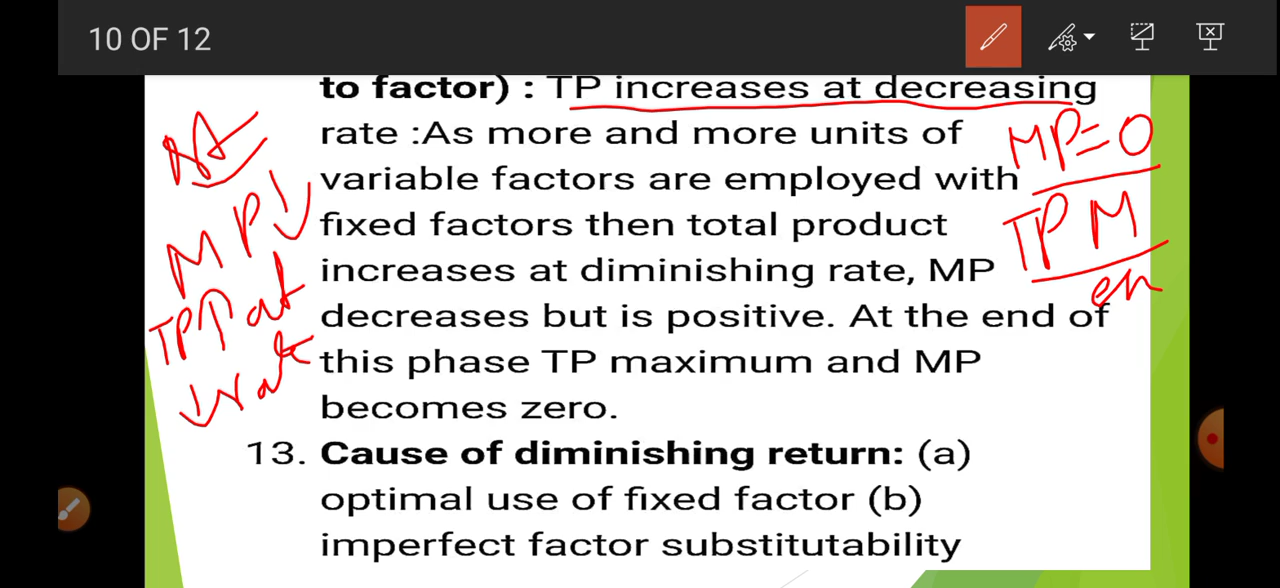 10 OF 12
to factor) : TP increases at decreasing
rate :As more and more units of
variable factors are employed with
fixed factors then total product
increases at diminishing rate, MP
decreases but is positive. At the end of
this phase TP maximum and MP
becomes zero.
13. Cause of diminishing return: (a)
optimal use of fixed factor (b)
imperfect factor substitutability
MP↓
TP↑ at
↓ rate
MP=0
TP M